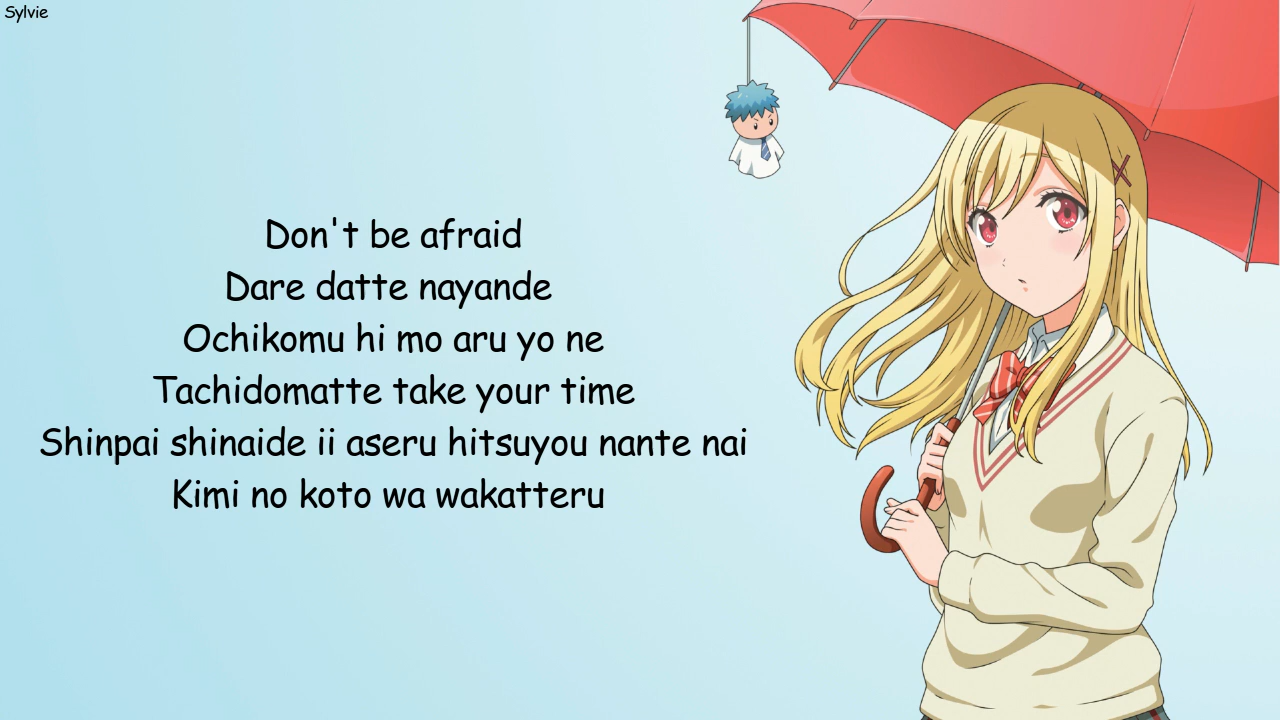 Sylvie
Don't be afraid
Dare datte nayande
Ochikomu hi mo aru yo ne
Tachidomatte take your time
Shinpai shinaide ii aseru hitsuyou nante nai
Kimi no koto wa wakatteru